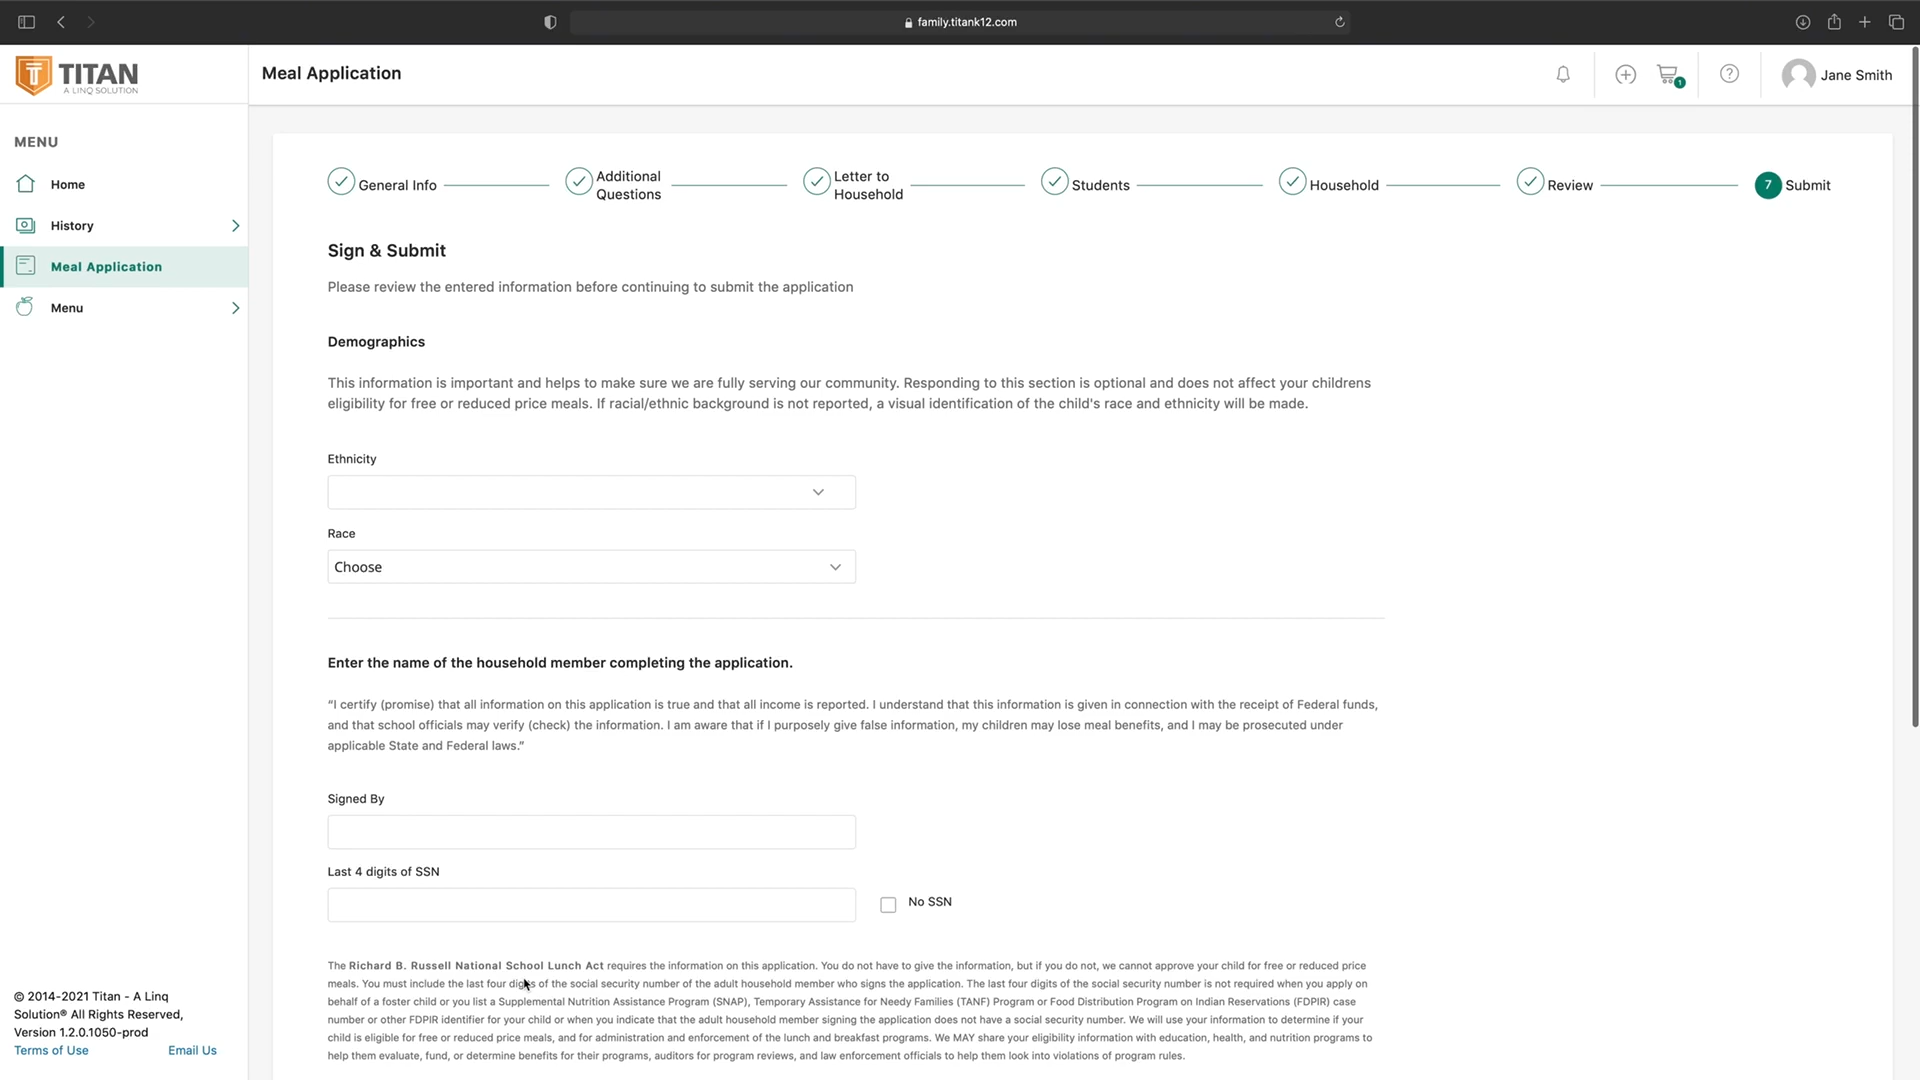 family.titank12.com
TITAN
A LINQ SOLUTION
Meal Application
1
Jane Smith
MENU
Home
History
Meal Application
Menu
General Info
Additional
Questions
Letter to
Household
Students
Household
Review
7 Submit
Sign & Submit
Please review the entered information before continuing to submit the application
Demographics
This information is important and helps to make sure we are fully serving our community. Responding to this section is optional and does not affect your childrens
eligibility for free or reduced price meals. If racial/ethnic background is not reported, a visual identification of the child's race and ethnicity will be made.
Ethnicity
Race
Choose
Enter the name of the household member completing the application.
“I certify (promise) that all information on this application is true and that all income is reported. I understand that this information is given in connection with the receipt of Federal funds,
and that school officials may verify (check) the information. I am aware that if I purposely give false information, my children may lose meal benefits, and I may be prosecuted under
applicable State and Federal laws.”
Signed By
Last 4 digits of SSN
No SSN
The Richard B. Russell National School Lunch Act requires the information on this application. You do not have to give the information, but if you do not, we cannot approve your child for free or reduced price
meals. You must include the last four digits of the social security number of the adult household member who signs the application. The last four digits of the social security number is not required when you apply on
behalf of a foster child or you list a Supplemental Nutrition Assistance Program (SNAP), Temporary Assistance for Needy Families (TANF) Program or Food Distribution Program on Indian Reservations (FDPIR) case
number or other FDPIR identifier for your child or when you indicate that the adult household member signing the application does not have a social security number. We will use your information to determine if your
child is eligible for free or reduced price meals, and for administration and enforcement of the lunch and breakfast programs. We MAY share your eligibility information with education, health, and nutrition programs to
help them evaluate, fund, or determine benefits for their programs, auditors for program reviews, and law enforcement officials to help them look into violations of program rules.
© 2014-2021 Titan - A Linq
Solution® All Rights Reserved,
Version 1.2.0.1050-prod
Terms of Use
Email Us